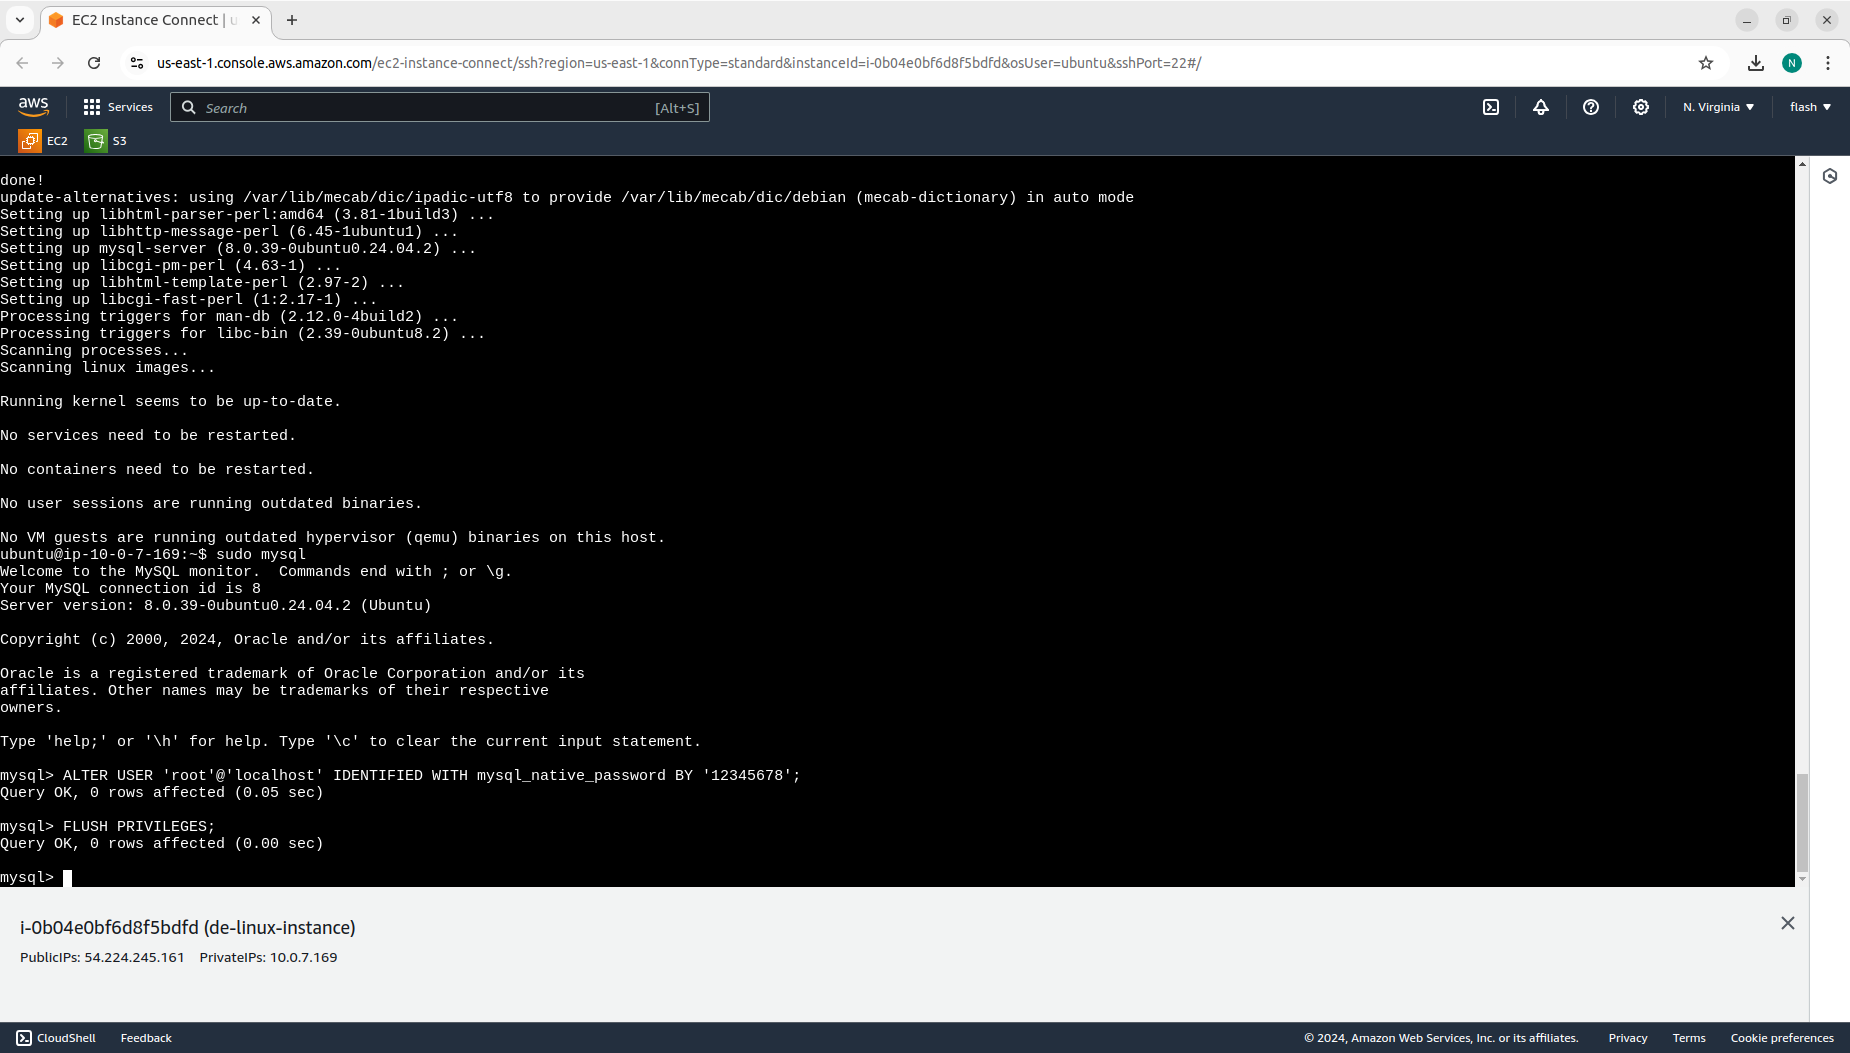 EC2 Instance Connect | u
us-east-1.console.aws.amazon.com/ec2-instance-connect/ssh?region=us-east-1&connType=standard&instanceId=i-0b04e0bf6d8f5bdfd&osUser=ubuntu&sshPort=22#/
N
aws
Services
Search
[Alt+S]
N. Virginia
flash
EC2
S3
done!
update-alternatives: using /var/lib/mecab/dic/ipadic-utf8 to provide /var/lib/mecab/dic/debian (mecab-dictionary) in auto mode
Setting up libhtml-parser-perl:amd64 (3.81-1build3) ...
Setting up libhttp-message-perl (6.45-1ubuntu1) ...
Setting up mysql-server (8.0.39-0ubuntu0.24.04.2) ...
Setting up libcgi-pm-perl (4.63-1) ...
Setting up libhtml-template-perl (2.97-2) ...
Setting up libcgi-fast-perl (1:2.17-1) ...
Processing triggers for man-db (2.12.0-4build2) ...
Processing triggers for libc-bin (2.39-0ubuntu8.2) ...
Scanning processes...
Scanning linux images...
Running kernel seems to be up-to-date.
No services need to be restarted.
No containers need to be restarted.
No user sessions are running outdated binaries.
No VM guests are running outdated hypervisor (qemu) binaries on this host.
ubuntu@ip-10-0-7-169:~$ sudo mysql
Welcome to the MySQL monitor.  Commands end with ; or \g.
Your MySQL connection id is 8
Server version: 8.0.39-0ubuntu0.24.04.2 (Ubuntu)
Copyright (c) 2000, 2024, Oracle and/or its affiliates.
Oracle is a registered trademark of Oracle Corporation and/or its
affiliates. Other names may be trademarks of their respective
owners.
Type 'help;' or '\h' for help. Type '\c' to clear the current input statement.
mysql> ALTER USER 'root'@'localhost' IDENTIFIED WITH mysql_native_password BY '12345678';
Query OK, 0 rows affected (0.05 sec)
mysql> FLUSH PRIVILEGES;
Query OK, 0 rows affected (0.00 sec)
mysql>
i-0b04e0bf6d8f5bdfd (de-linux-instance)
PublicIPs: 54.224.245.161 PrivateIPs: 10.0.7.169
CloudShell
Feedback
© 2024, Amazon Web Services, Inc. or its affiliates.
Privacy
Terms
Cookie preferences